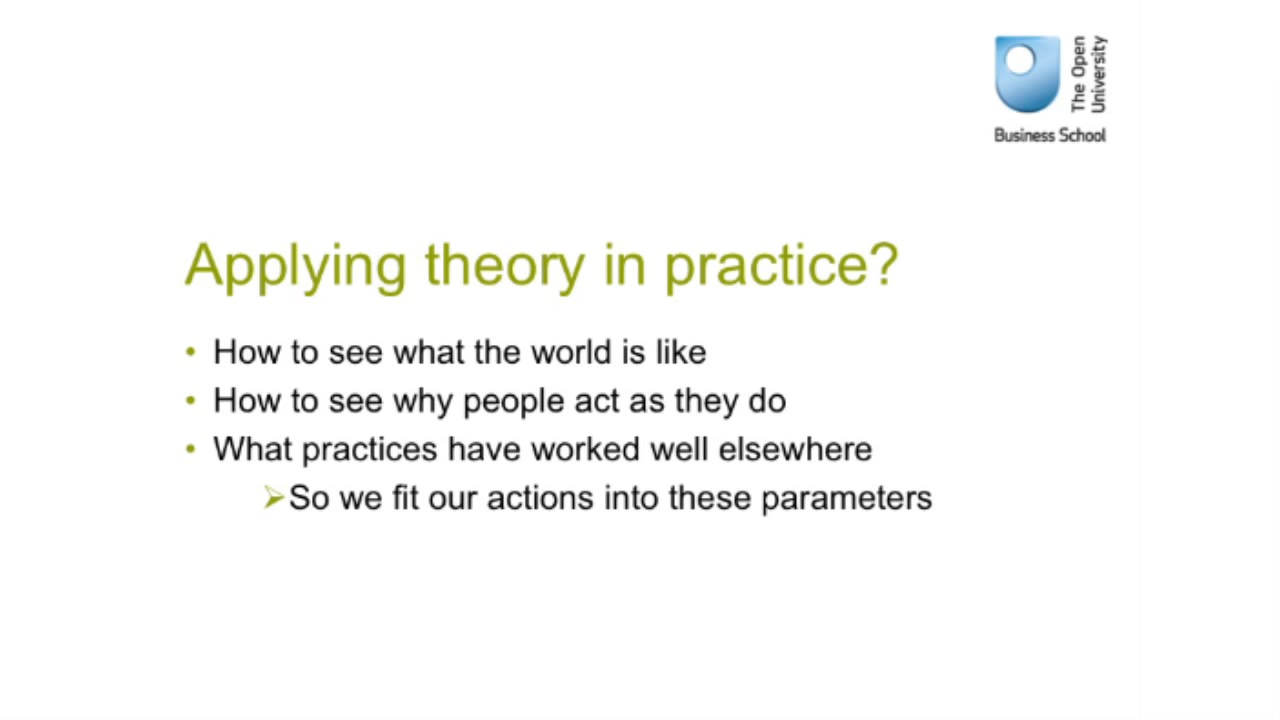 The Open
University
Business School
Applying theory in practice?
• How to see what the world is like
• How to see why people act as they do
• What practices have worked well elsewhere
➢So we fit our actions into these parameters